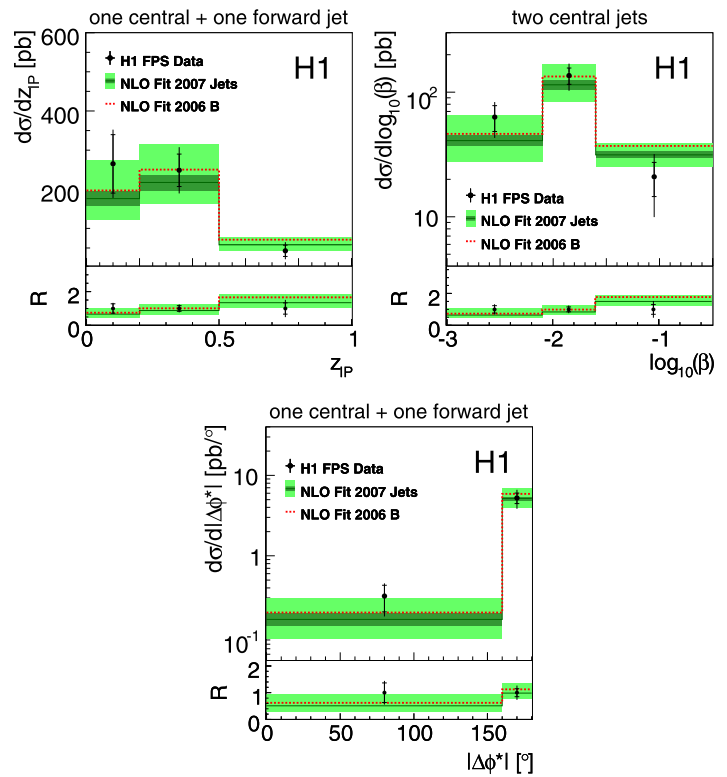 one central + one forward jet
dσ/dz_IP [pb]
600
400
200
H1
H1 FPS Data
NLO Fit 2007 Jets
NLO Fit 2006 B
R
2
0
0 0.5 1
z_IP
two central jets
dσ/dlog₁₀(β) [pb]
10²
10
H1
H1 FPS Data
NLO Fit 2007 Jets
NLO Fit 2006 B
R
2
0
-3 -2 -1
log₁₀(β)
one central + one forward jet
dσ/d|Δϕ*| [pb/°]
10
1
10⁻¹
H1
H1 FPS Data
NLO Fit 2007 Jets
NLO Fit 2006 B
R
2
1
0
0 50 100 150
|Δϕ*| [°]